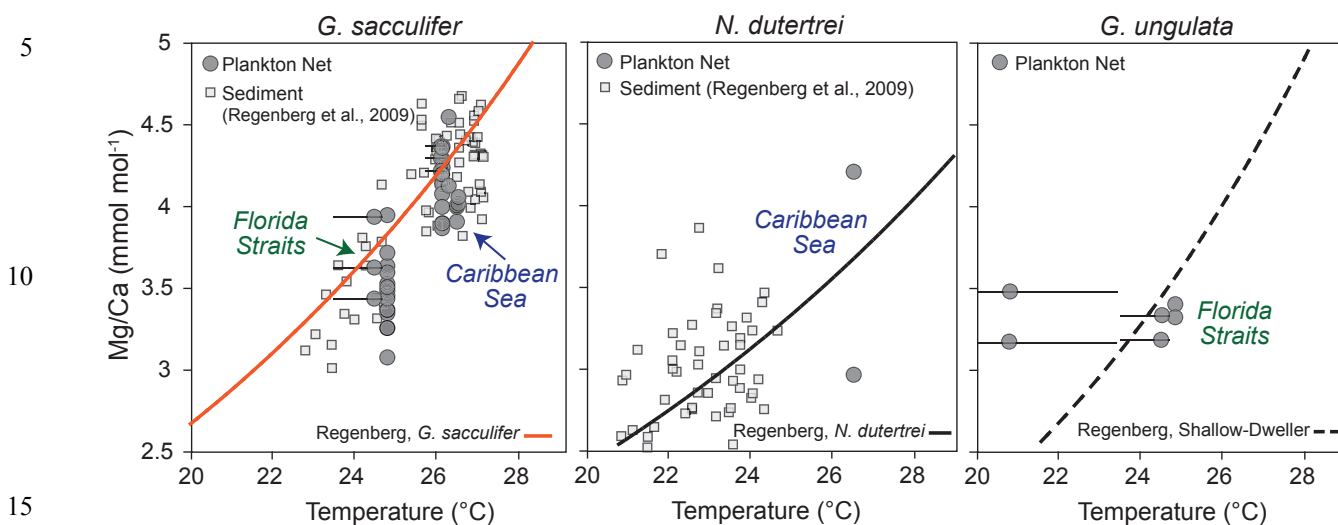 G. sacculifer
N. dutertrei
G. ungulata
5
10
15
Mg/Ca (mmol mol-1)
5
4.5
4
3.5
3
2.5
Plankton Net
Sediment
(Regenberg et al., 2009)
Florida
Straits
Caribbean
Sea
Regenberg, G. sacculifer
20 22 24 26 28
Temperature (°C)
Plankton Net
Sediment (Regenberg et al., 2009)
Caribbean
Sea
Regenberg, N. dutertrei
20 22 24 26 28
Temperature (°C)
Plankton Net
Florida
Straits
Regenberg, Shallow-Dweller
20 22 24 26 28
Temperature (°C)